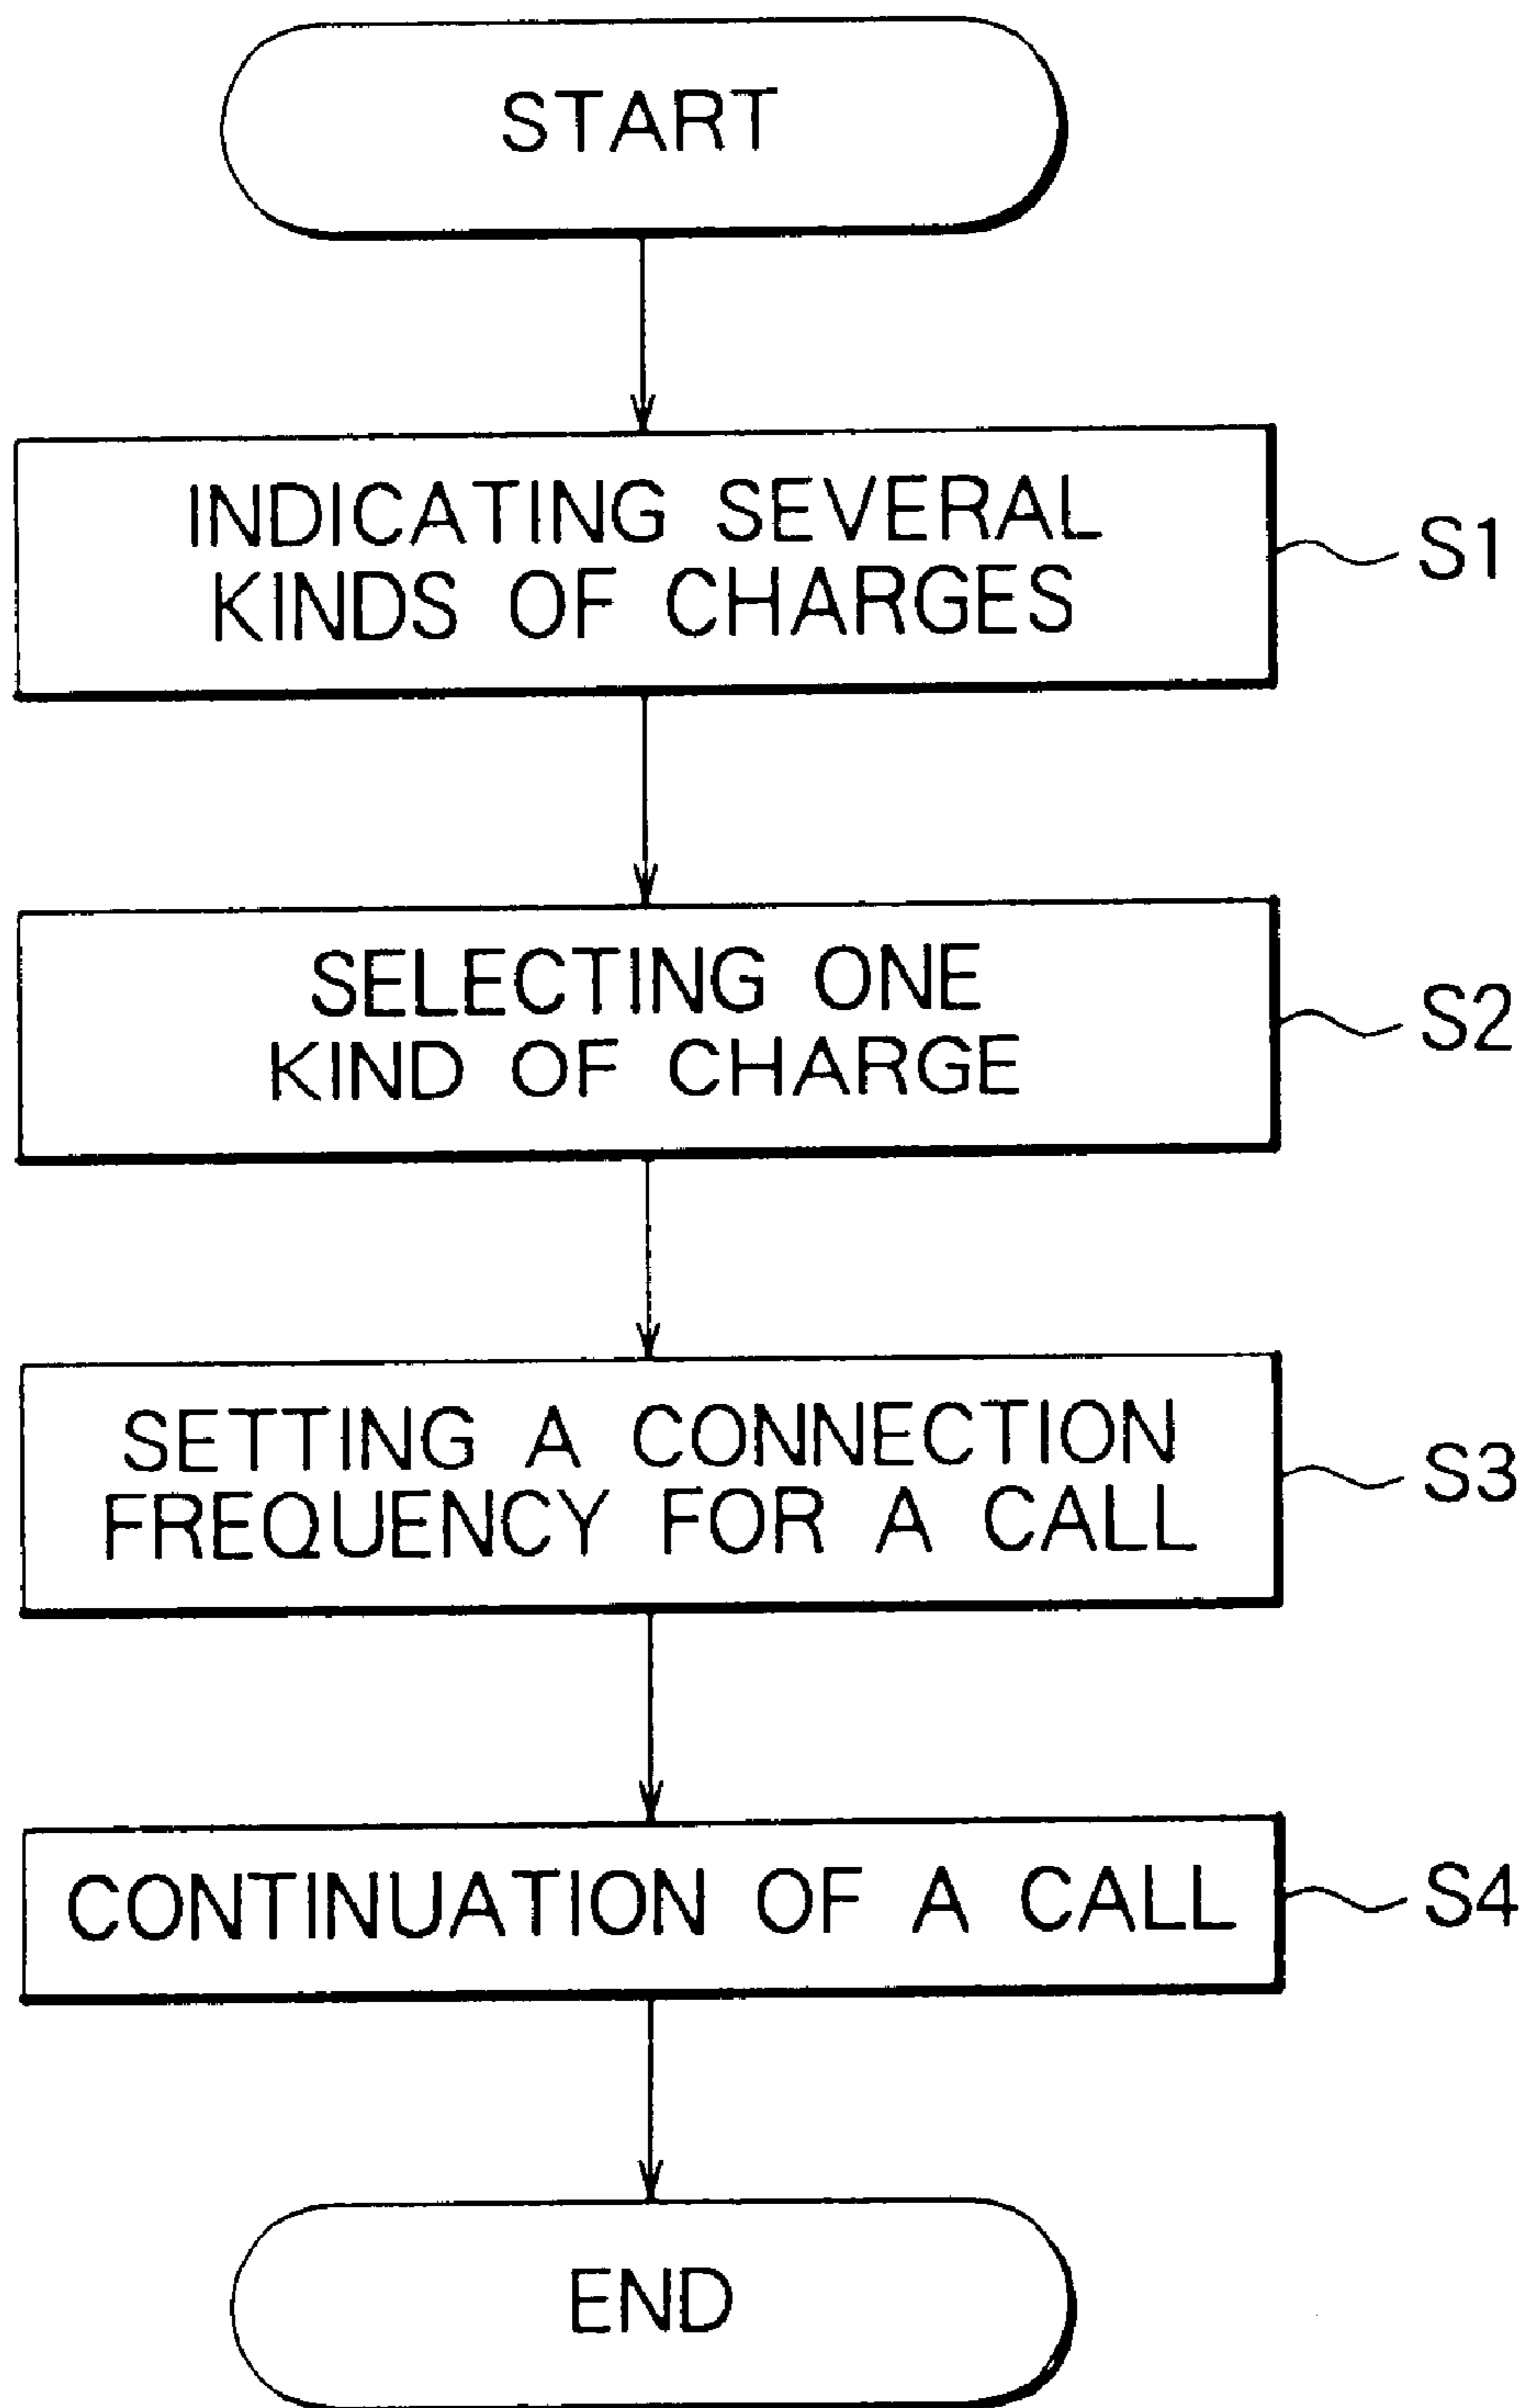 START
INDICATING SEVERAL
KINDS OF CHARGES
S1
SELECTING ONE
KIND OF CHARGE
S2
SETTING A CONNECTION
FREQUENCY FOR A CALL
S3
CONTINUATION OF A CALL
S4
END